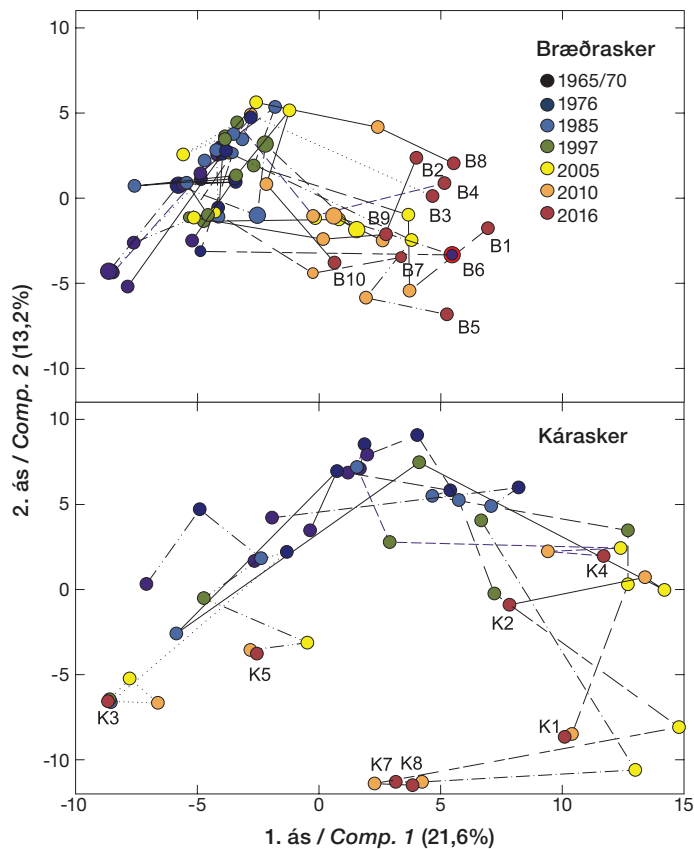 10
5
0
-5
-10
Bræðrasker
1965/70
1976
1985
1997
2005
2010
2016
B2
B8
B4
B3
B9
B1
B7
B6
B10
B5
2. ás / Comp. 2 (13,2%)
10
5
0
-5
-10
Kárasker
K4
K2
K5
K3
K1
K7 K8
-10 -5 0 5 10 15
1. ás / Comp. 1 (21,6%)